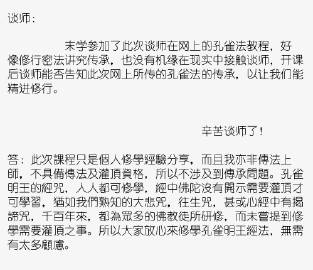 谈师：
末学参加了此次谈师在网上的孔雀法教程，好
像修行密法讲究传承，也没有机缘在现实中接触谈师，开课
后谈师能否告知此次网上所传的孔雀法的传承，以让我们能
精进修行。
辛苦谈师了！
答：此次課程只是個人修學經驗分享，而且我亦非傳法上
師，不具備傳法及灌頂資格，所以不涉及到傳承問題。孔雀
明王的經咒，人人都可修學，經中佛陀沒有開示需要灌頂才
可學習，猶如我們熟知的大悲咒，往生咒，甚或心經中有揭
諦咒，千百年來，都為眾多的佛教徒所研修，而未嘗提到修
學需要灌頂之事。所以大家放心來修學孔雀明王經法，無需
有太多顧慮。